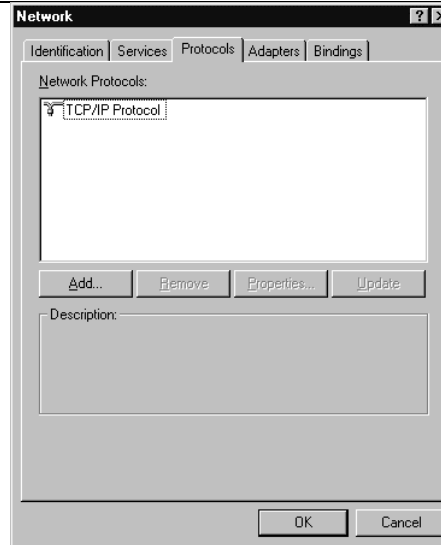 Network
Identification Services Protocols Adapters Bindings
Network Protocols:
TCP/IP Protocol
Add... Remove Properties... Update
Description:
OK Cancel